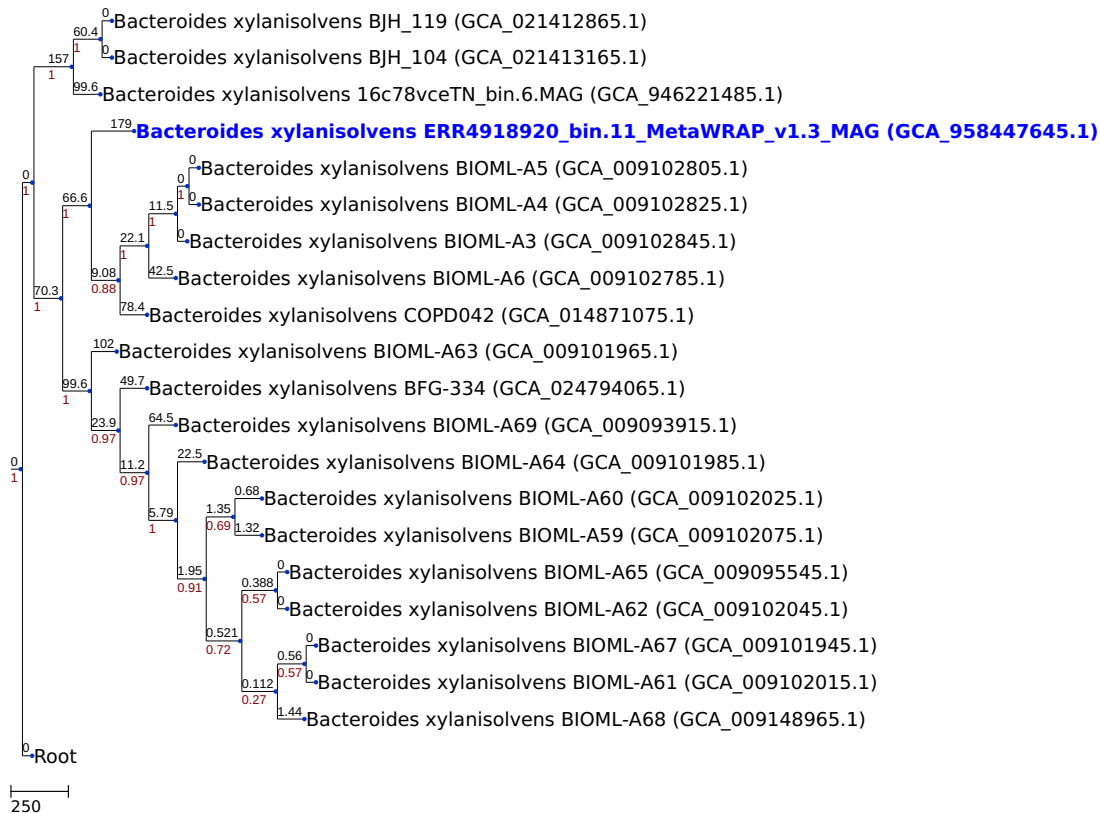 0
Bacteroides xylanisolvens BJH_119 (GCA_021412865.1)
60.4
1
0
Bacteroides xylanisolvens BJH_104 (GCA_021413165.1)
157
1
99.6
Bacteroides xylanisolvens 16c78vceTN_bin.6.MAG (GCA_946221485.1)
179
Bacteroides xylanisolvens ERR4918920_bin.11_MetaWRAP_v1.3_MAG (GCA_958447645.1)
0
Bacteroides xylanisolvens BIOML-A5 (GCA_009102805.1)
0
1
0
1
0
Bacteroides xylanisolvens BIOML-A4 (GCA_009102825.1)
66.6
1
11.5
1
0
Bacteroides xylanisolvens BIOML-A3 (GCA_009102845.1)
22.1
1
9.08
0.88
42.5
Bacteroides xylanisolvens BIOML-A6 (GCA_009102785.1)
70.3
1
78.4
Bacteroides xylanisolvens COPD042 (GCA_014871075.1)
102
Bacteroides xylanisolvens BIOML-A63 (GCA_009101965.1)
99.6
1
49.7
Bacteroides xylanisolvens BFG-334 (GCA_024794065.1)
23.9
0.97
64.5
Bacteroides xylanisolvens BIOML-A69 (GCA_009093915.1)
0
1
11.2
0.97
22.5
Bacteroides xylanisolvens BIOML-A64 (GCA_009101985.1)
0.68
Bacteroides xylanisolvens BIOML-A60 (GCA_009102025.1)
5.79
1
1.35
0.69
1.32
Bacteroides xylanisolvens BIOML-A59 (GCA_009102075.1)
1.95
0.91
0
Bacteroides xylanisolvens BIOML-A65 (GCA_009095545.1)
0.388
0.57
0
Bacteroides xylanisolvens BIOML-A62 (GCA_009102045.1)
0.521
0.72
0
Bacteroides xylanisolvens BIOML-A67 (GCA_009101945.1)
0.56
0.57
0
Bacteroides xylanisolvens BIOML-A61 (GCA_009102015.1)
0.112
0.27
1.44
Bacteroides xylanisolvens BIOML-A68 (GCA_009148965.1)
0
Root
250